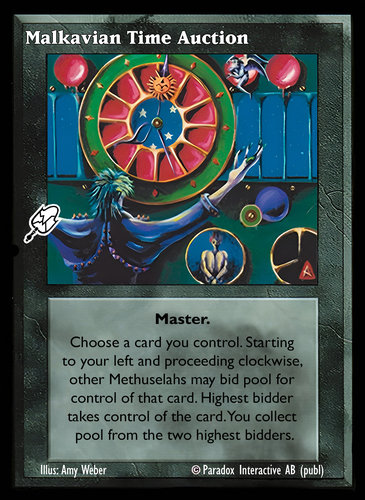 Malkavian Time Auction
Master.
Choose a card you control. Starting
to your left and proceeding clockwise,
other Methuselahs may bid pool for
control of that card. Highest bidder
takes control of the card. You collect
pool from the two highest bidders.
Illus: Amy Weber © Paradox Interactive AB (publ)